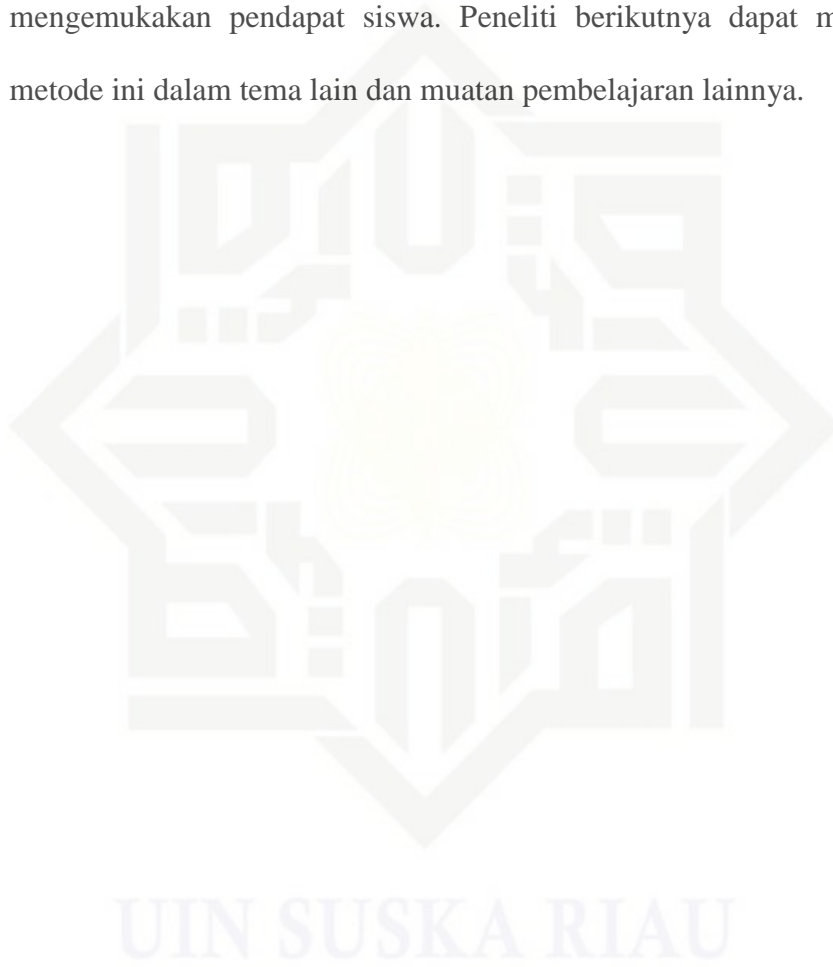 mengemukakan pendapat siswa. Peneliti berikutnya dapat
metode ini dalam tema lain dan muatan pembelajaran lainnya.
UIN SUSKA RIAU